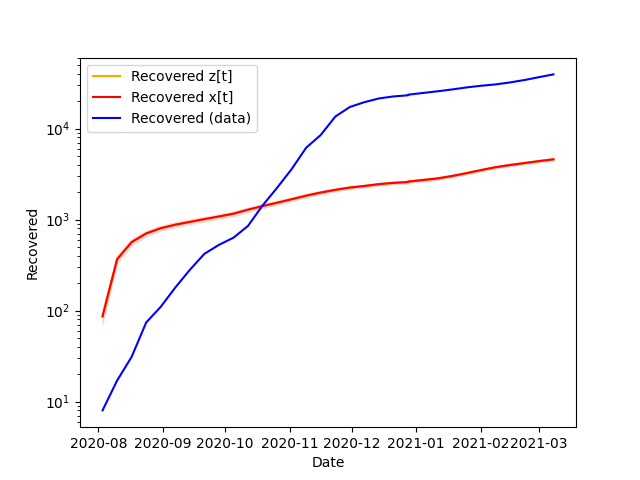 Recovered z[t]
Recovered x[t]
Recovered (data)
10⁴
10³
10²
10¹
Recovered
2020-08 2020-09 2020-10 2020-11 2020-12 2021-01 2021-02 2021-03
Date